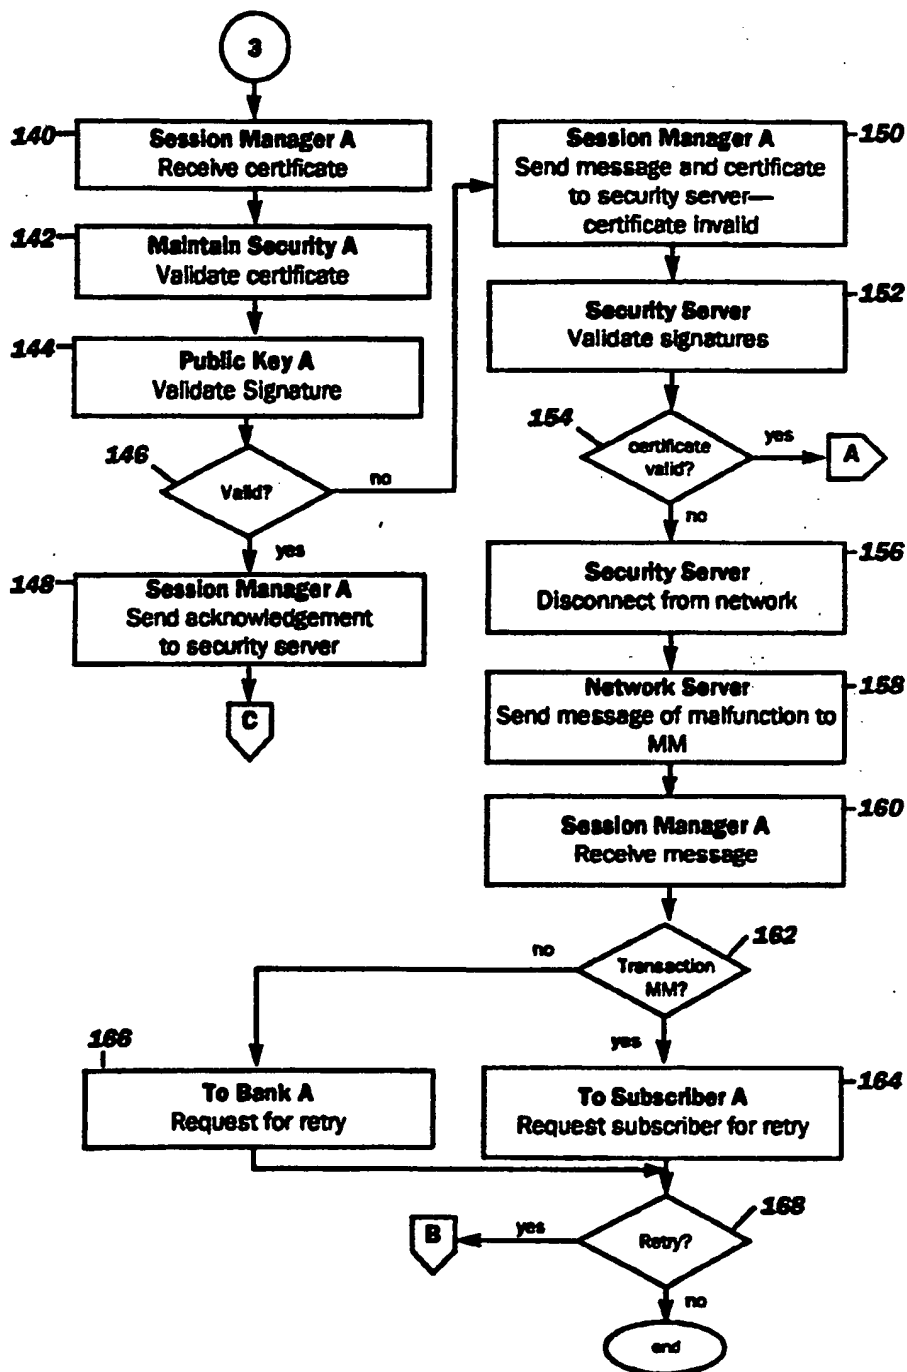 3
140
Session Manager A
Receive certificate
142
Maintain Security A
Validate certificate
144
Public Key A
Validate Signature
146
Valid?
no
yes
148
Session Manager A
Send acknowledgement
to security server
C
150
Session Manager A
Send message and certificate
to security server—
certificate invalid
152
Security Server
Validate signatures
154
certificate
valid?
yes
A
no
156
Security Server
Disconnect from network
158
Network Server
Send message of malfunction to
MM
160
Session Manager A
Receive message
162
Transaction
MM?
no
yes
166
To Bank A
Request for retry
164
To Subscriber A
Request subscriber for retry
168
Retry?
yes
B
no
end